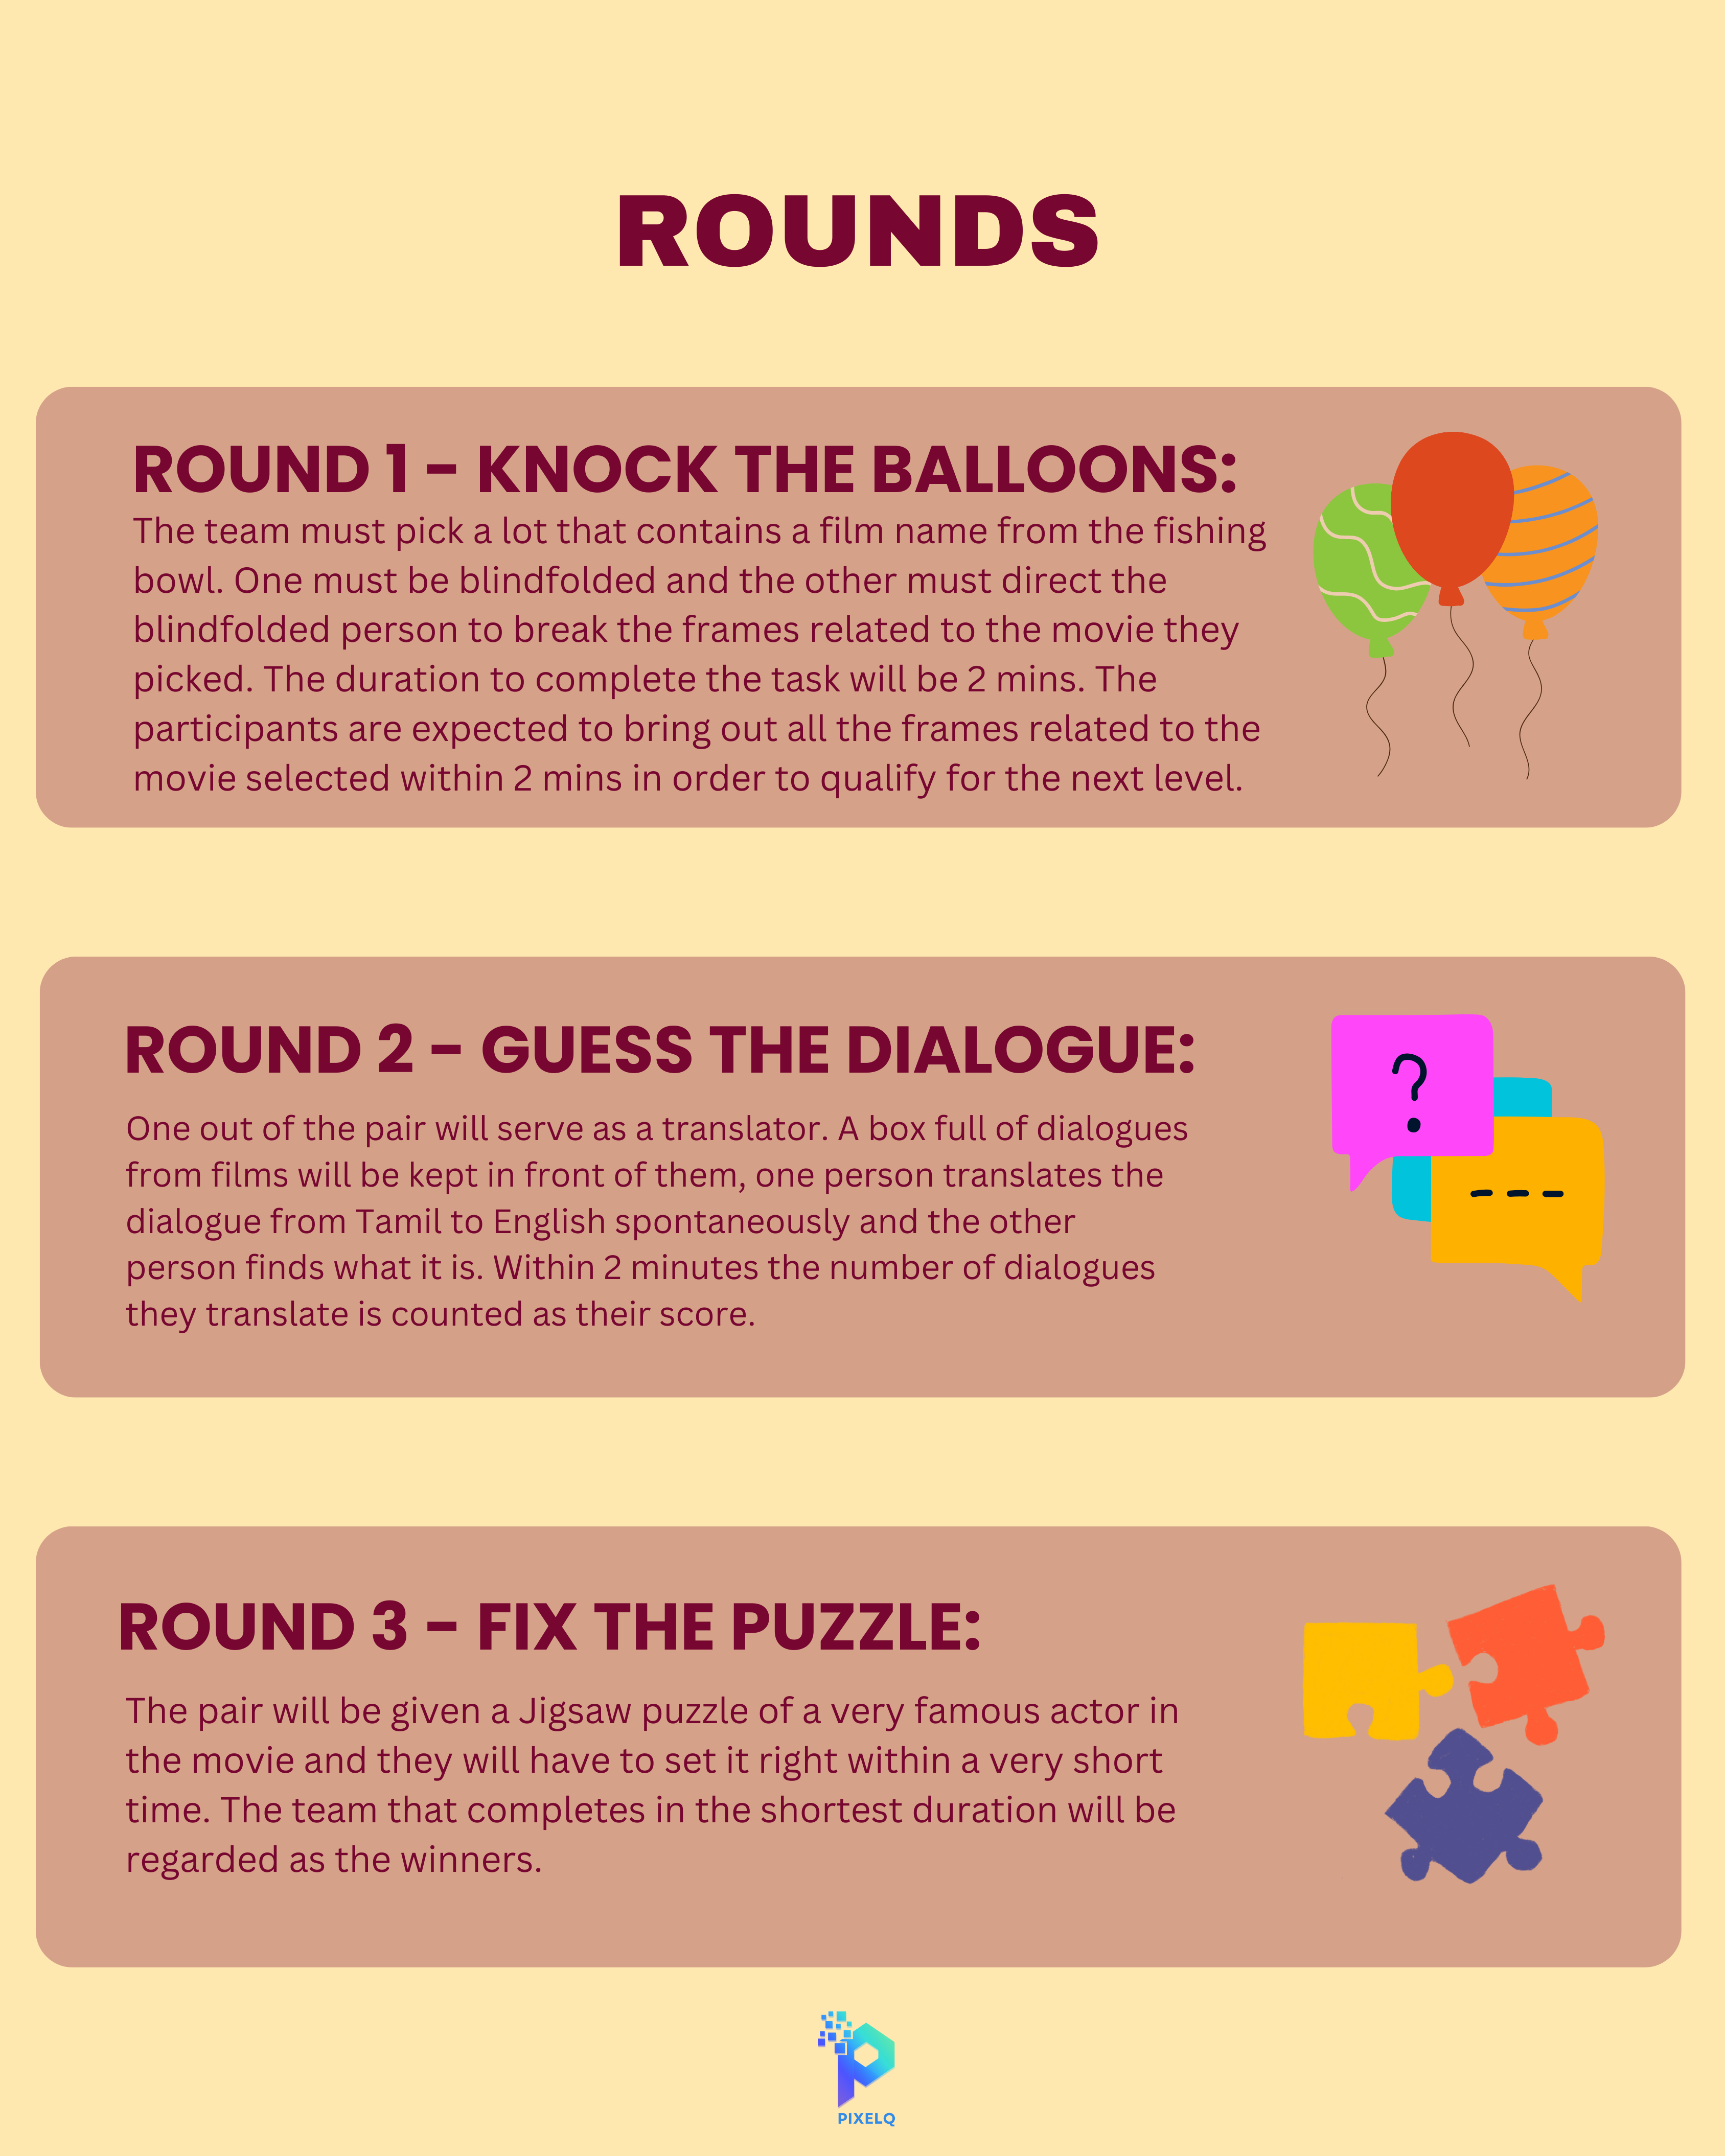 ROUNDS
ROUND 1 - KNOCK THE BALLOONS:
The team must pick a lot that contains a film name from the fishing
bowl. One must be blindfolded and the other must direct the
blindfolded person to break the frames related to the movie they
picked. The duration to complete the task will be 2 mins. The
participants are expected to bring out all the frames related to the
movie selected within 2 mins in order to qualify for the next level.
ROUND 2 - GUESS THE DIALOGUE:
One out of the pair will serve as a translator. A box full of dialogues
from films will be kept in front of them, one person translates the
dialogue from Tamil to English spontaneously and the other
person finds what it is. Within 2 minutes the number of dialogues
they translate is counted as their score.
?
ROUND 3 - FIX THE PUZZLE:
The pair will be given a Jigsaw puzzle of a very famous actor in
the movie and they will have to set it right within a very short
time. The team that completes in the shortest duration will be
regarded as the winners.
PIXELQ